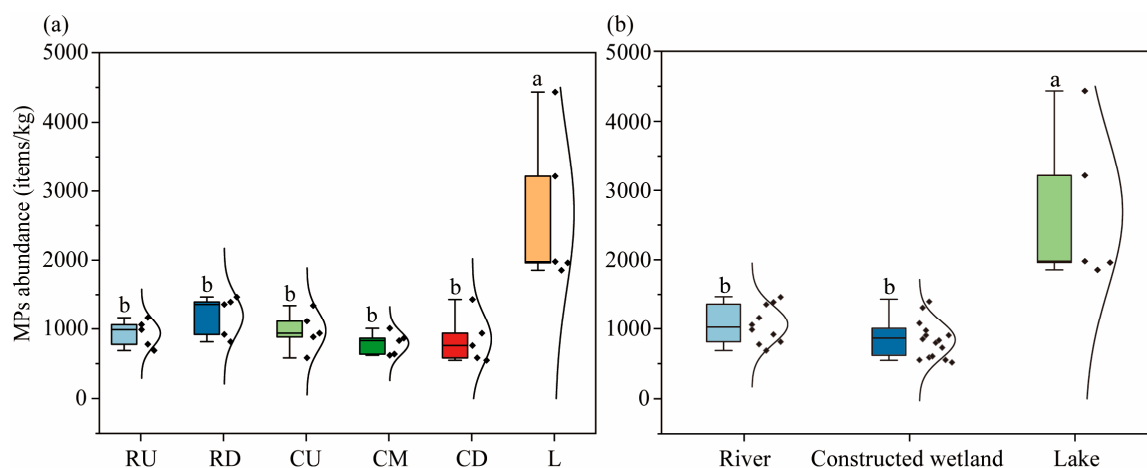 (a)
(b)
MPs abundance (items/kg)
5000
4000
3000
2000
1000
0
b
b
b
b
b
a
RU
RD
CU
CM
CD
L
5000
4000
3000
2000
1000
0
b
b
a
River
Constructed wetland
Lake